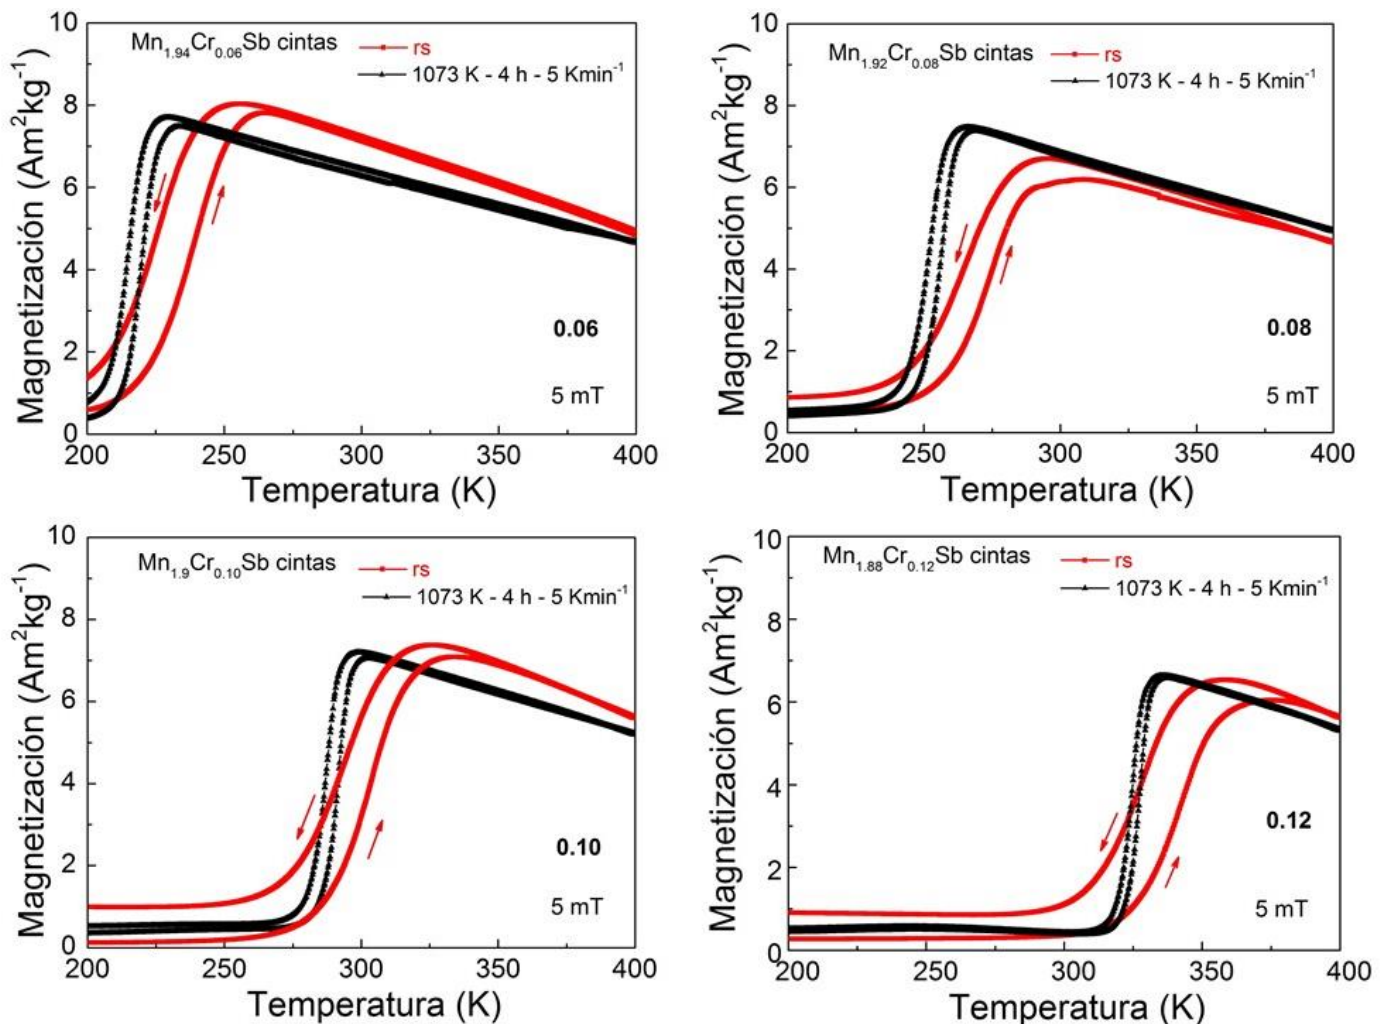 Mn1.94Cr0.06Sb cintas
rs
1073 K - 4 h - 5 Kmin-1
Magnetización (Am2kg-1)
10
8
6
4
2
0
0.06
5 mT
200
250
300
350
400
Temperatura (K)
Mn1.92Cr0.08Sb cintas
rs
1073 K - 4 h - 5 Kmin-1
Magnetización (Am2kg-1)
10
8
6
4
2
0
0.08
5 mT
200
250
300
350
400
Temperatura (K)
Mn1.9Cr0.10Sb cintas
rs
1073 K - 4 h - 5 Kmin-1
Magnetización (Am2kg-1)
10
8
6
4
2
0
0.10
5 mT
200
250
300
350
400
Temperatura (K)
Mn1.88Cr0.12Sb cintas
rs
1073 K - 4 h - 5 Kmin-1
Magnetización (Am2kg-1)
10
8
6
4
2
0
0.12
5 mT
200
250
300
350
400
Temperatura (K)